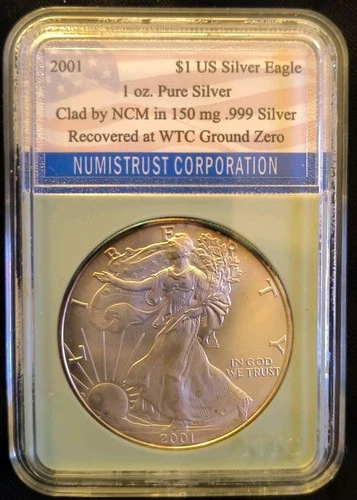 2001 $1 US Silver Eagle
1 oz. Pure Silver
Clad by NCM in 150 mg .999 Silver
Recovered at WTC Ground Zero
NUMISTRUST CORPORATION
LIBERTY
IN GOD
WE TRUST
2001